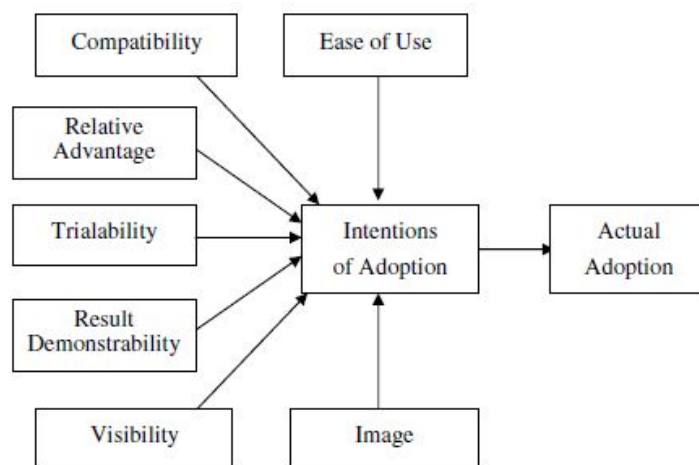 Compatibility
Ease of Use
Relative
Advantage
Trialability
Intentions
of Adoption
Actual
Adoption
Result
Demonstrability
Visibility
Image